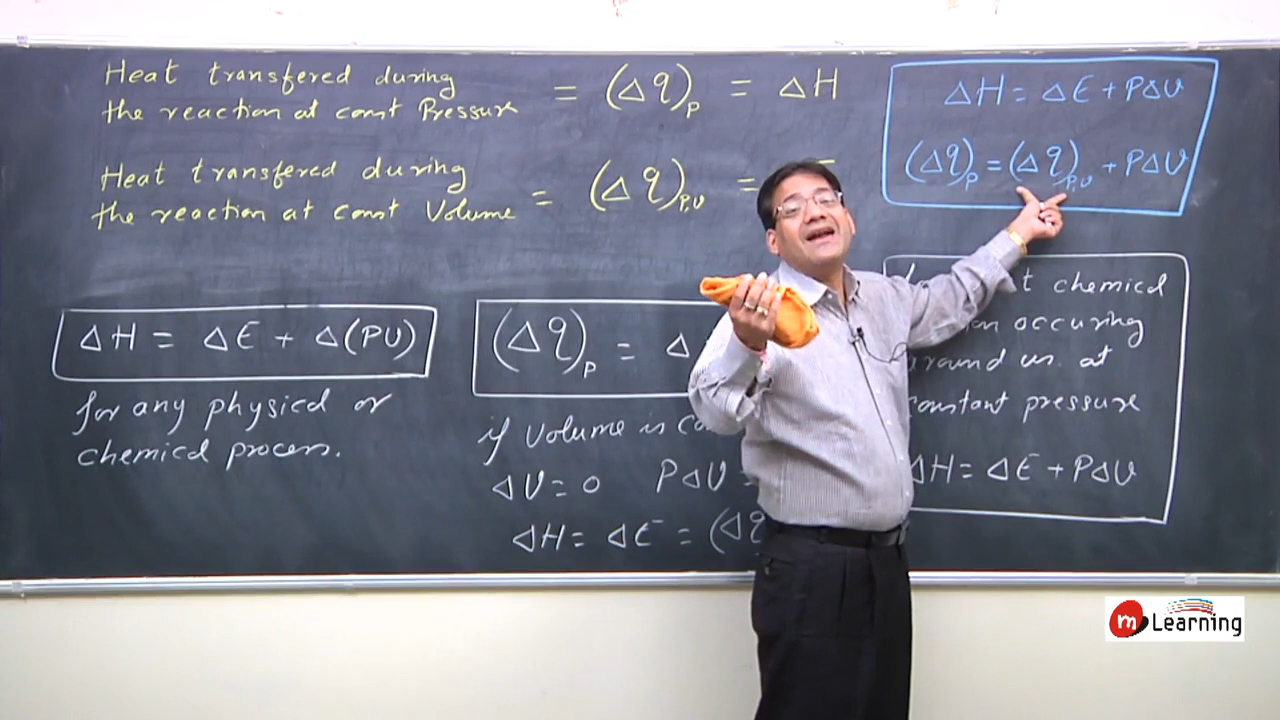 Heat transfered during
the reaction at const Pressure = (Δq)P = ΔH
Heat transfered during
the reaction at const Volume = (Δq)P,V =
ΔH = ΔE + PΔV
(Δq)P = (Δq)P,V + PΔV
ΔH = ΔE + Δ(PV)
for any physical or
chemical process.
(Δq)P = Δ
if Volume is
ΔV = 0 PΔV
ΔH = ΔE = (Δq
chemical
occuring
around us. at
constant pressure
ΔH = ΔE + PΔV
m Learning